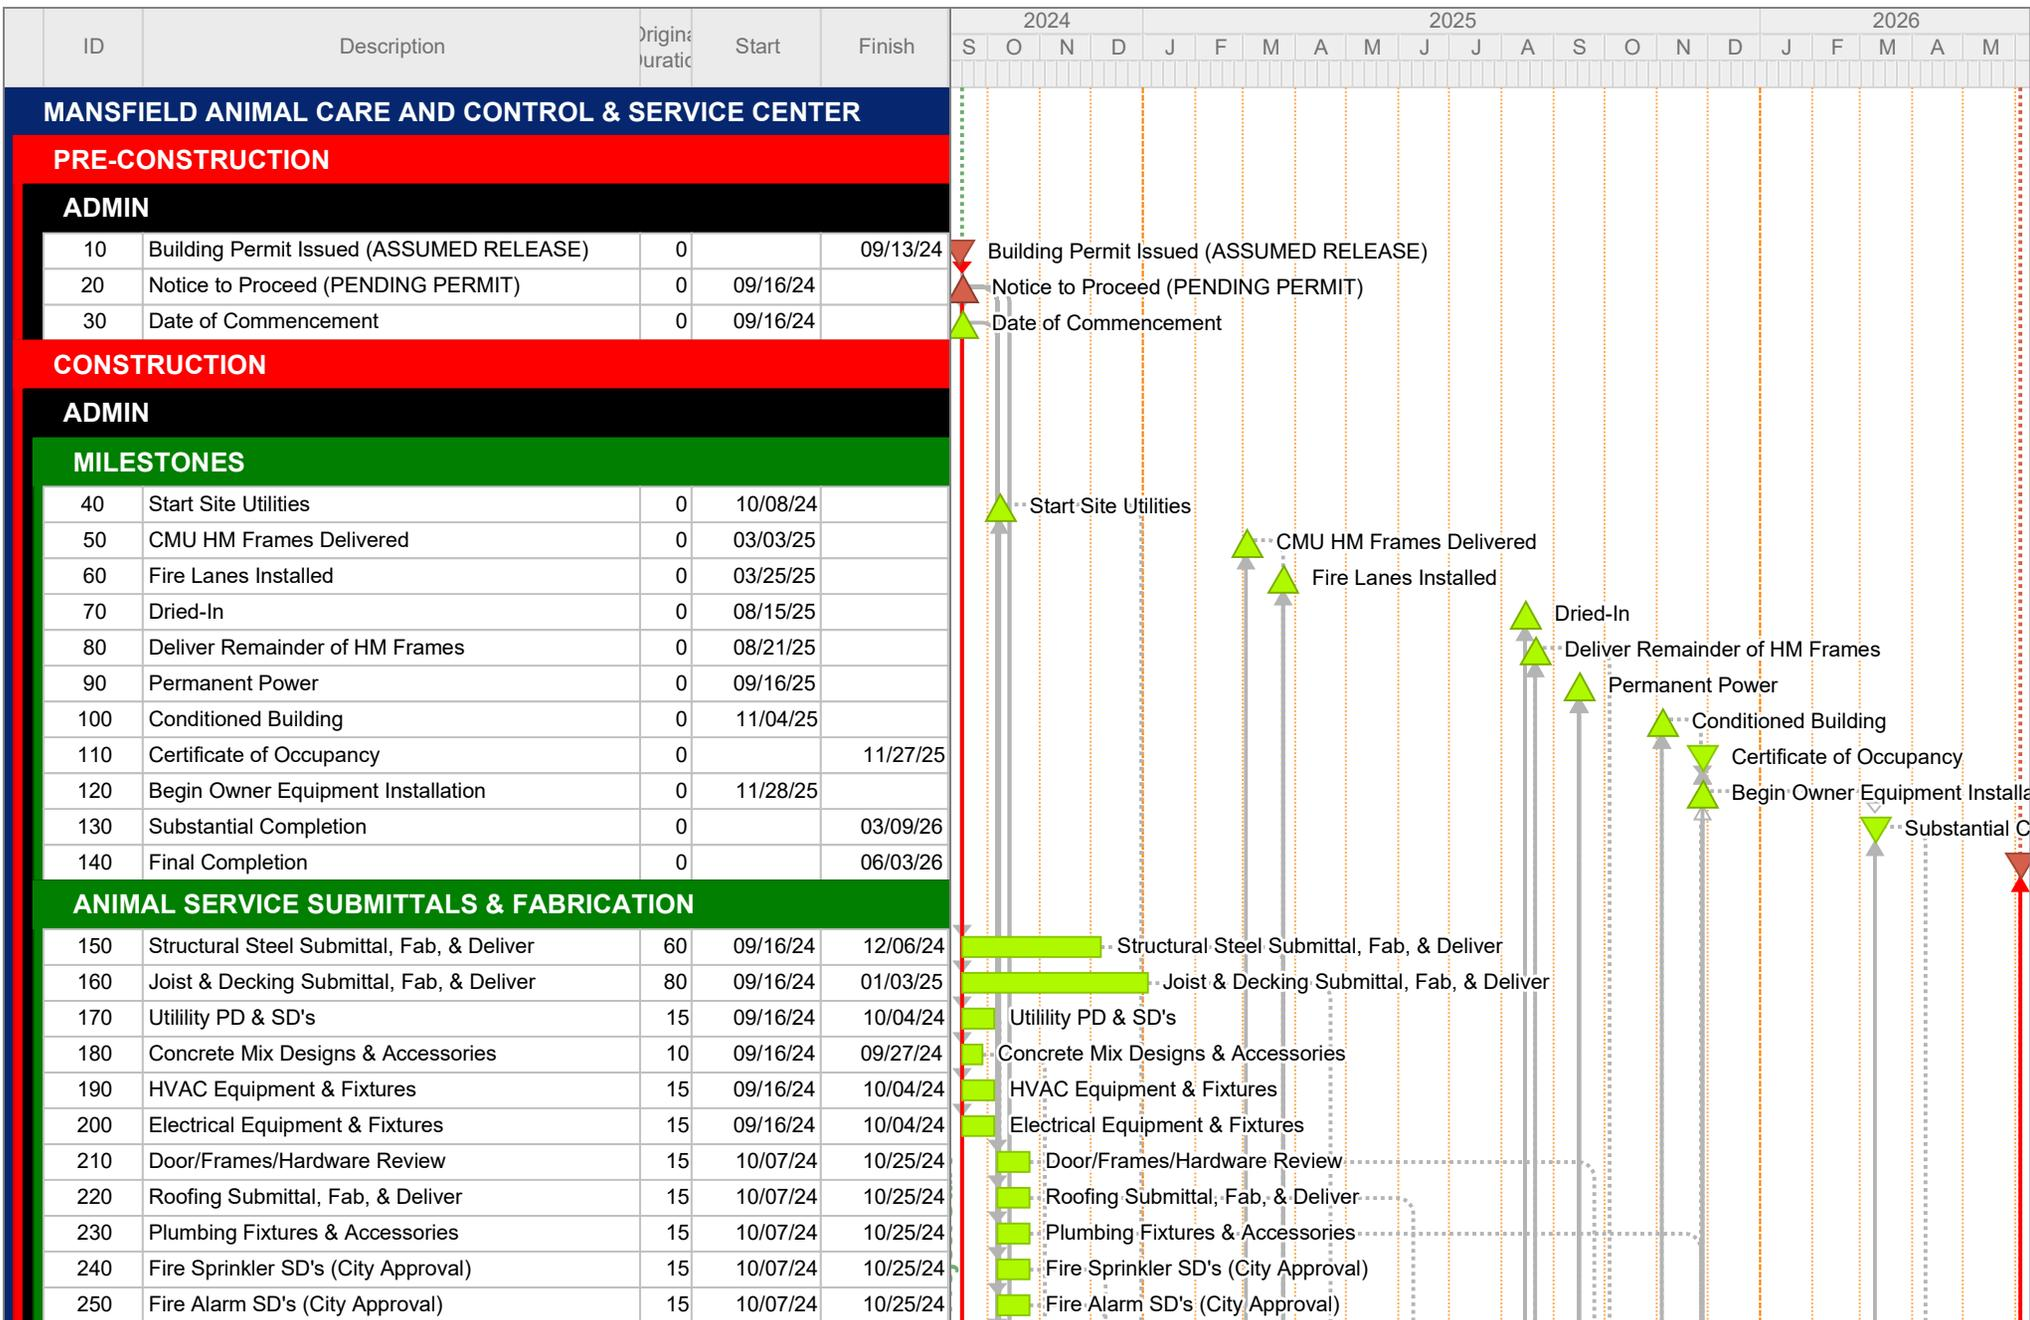 ID Description Original Start Finish 2024 2025 2026
Duration S O N D J F M A M J J A S O N D J F M A M
MANSFIELD ANIMAL CARE AND CONTROL & SERVICE CENTER
PRE-CONSTRUCTION
ADMIN
10 Building Permit Issued (ASSUMED RELEASE) 0 09/13/24 Building Permit Issued (ASSUMED RELEASE)
20 Notice to Proceed (PENDING PERMIT) 0 09/16/24 Notice to Proceed (PENDING PERMIT)
30 Date of Commencement 0 09/16/24 Date of Commencement
CONSTRUCTION
ADMIN
MILESTONES
40 Start Site Utilities 0 10/08/24 Start Site Utilities
50 CMU HM Frames Delivered 0 03/03/25 CMU HM Frames Delivered
60 Fire Lanes Installed 0 03/25/25 Fire Lanes Installed
70 Dried-In 0 08/15/25 Dried-In
80 Deliver Remainder of HM Frames 0 08/21/25 Deliver Remainder of HM Frames
90 Permanent Power 0 09/16/25 Permanent Power
100 Conditioned Building 0 11/04/25 Conditioned Building
110 Certificate of Occupancy 0 11/27/25 Certificate of Occupancy
120 Begin Owner Equipment Installation 0 11/28/25 Begin Owner Equipment Installa
130 Substantial Completion 0 03/09/26 Substantial C
140 Final Completion 0 06/03/26
ANIMAL SERVICE SUBMITTALS & FABRICATION
150 Structural Steel Submittal, Fab, & Deliver 60 09/16/24 12/06/24 Structural Steel Submittal, Fab, & Deliver
160 Joist & Decking Submittal, Fab, & Deliver 80 09/16/24 01/03/25 Joist & Decking Submittal, Fab, & Deliver
170 Utilility PD & SD's 15 09/16/24 10/04/24 Utilility PD & SD's
180 Concrete Mix Designs & Accessories 10 09/16/24 09/27/24 Concrete Mix Designs & Accessories
190 HVAC Equipment & Fixtures 15 09/16/24 10/04/24 HVAC Equipment & Fixtures
200 Electrical Equipment & Fixtures 15 09/16/24 10/04/24 Electrical Equipment & Fixtures
210 Door/Frames/Hardware Review 15 10/07/24 10/25/24 Door/Frames/Hardware Review
220 Roofing Submittal, Fab, & Deliver 15 10/07/24 10/25/24 Roofing Submittal, Fab, & Deliver
230 Plumbing Fixtures & Accessories 15 10/07/24 10/25/24 Plumbing Fixtures & Accessories
240 Fire Sprinkler SD's (City Approval) 15 10/07/24 10/25/24 Fire Sprinkler SD's (City Approval)
250 Fire Alarm SD's (City Approval) 15 10/07/24 10/25/24 Fire Alarm SD's (City Approval)